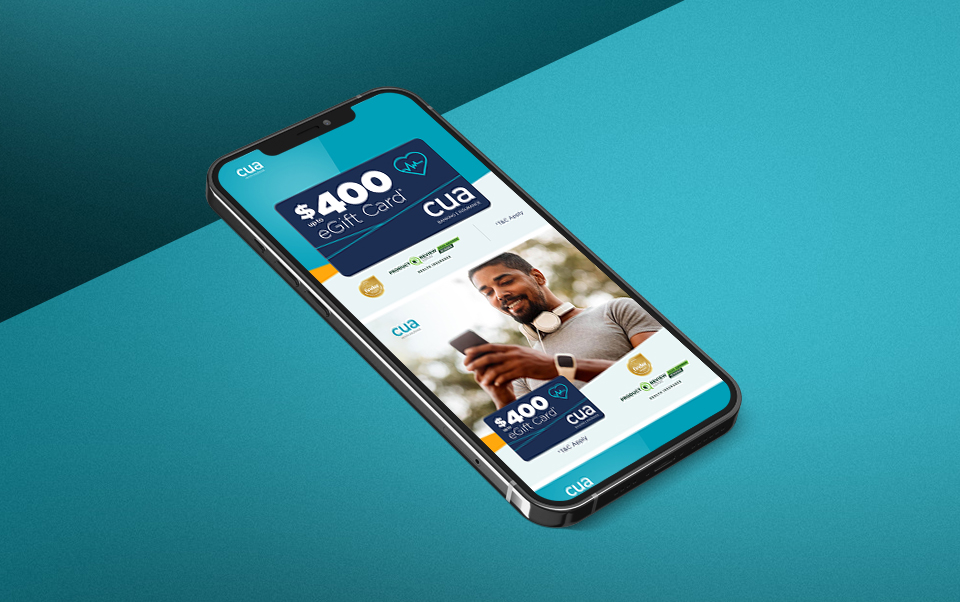 cua
$400
up to
eGift Card*
cua
BANKING | INSURANCE
*T&C Apply
PRODUCT REVIEW
HEALTH INSURANCE
cua
$400
up to
eGift Card*
cua
*T&C Apply
PRODUCT REVIEW
HEALTH INSURANCE
cua